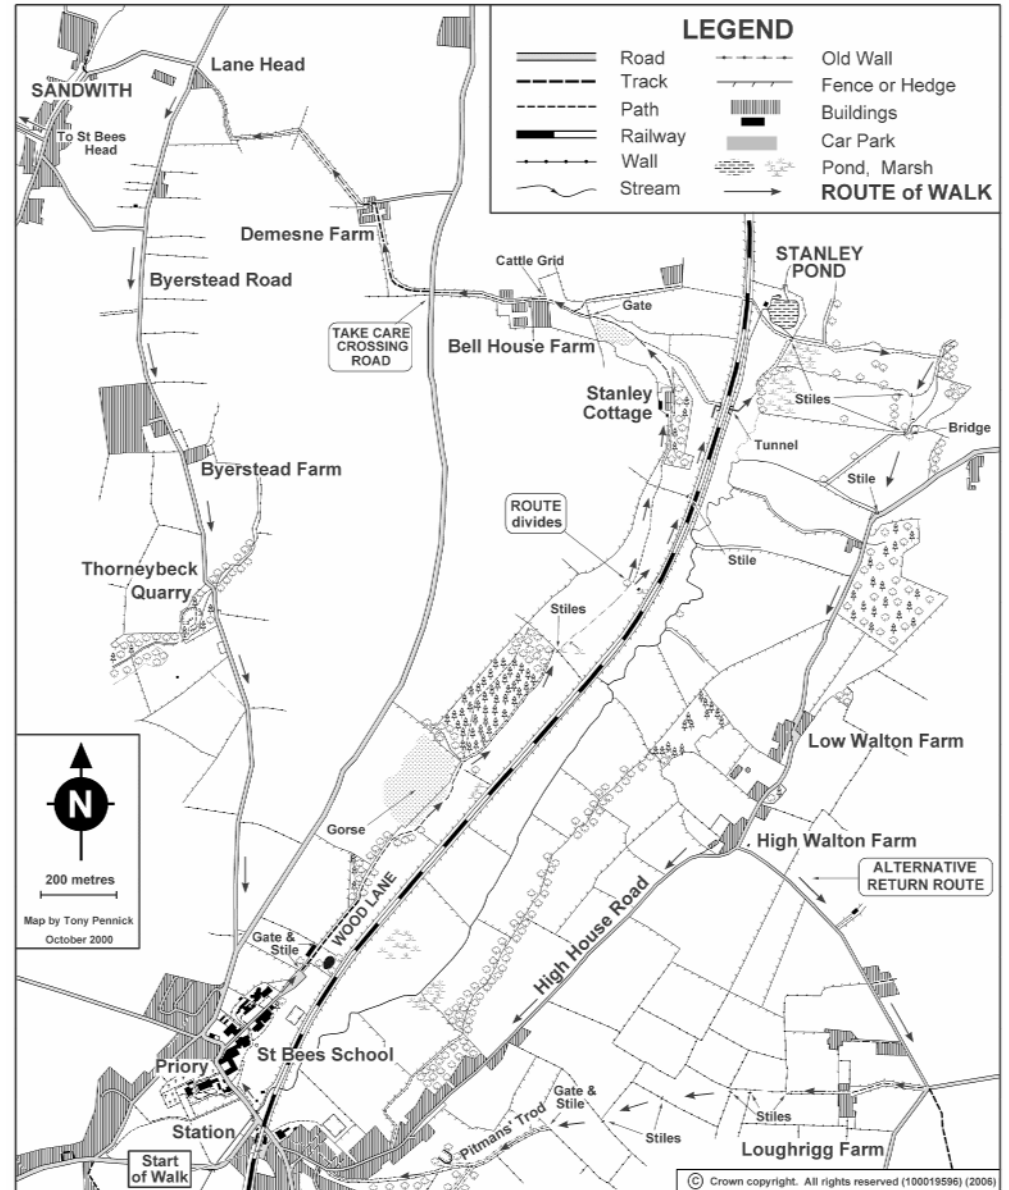 LEGEND
Road
Track
Path
Railway
Wall
Stream
Old Wall
Fence or Hedge
Buildings
Car Park
Pond, Marsh
ROUTE of WALK
Lane Head
SANDWITH
To St Bees
Head
Demesne Farm
Byerstead Road
Cattle Grid
Gate
STANLEY
POND
TAKE CARE
CROSSING
ROAD
Bell House Farm
Stanley
Cottage
Stiles
Bridge
Tunnel
Byerstead Farm
Stile
ROUTE
divides
Stile
Thorneybeck
Quarry
Stiles
Low Walton Farm
N
200 metres
Map by Tony Pennick
October 2000
Gorse
High Walton Farm
ALTERNATIVE
RETURN ROUTE
WOOD LANE
Gate &
Stile
High House Road
St Bees School
Priory
Station
Start
of Walk
Pitmans' Trod
Gate &
Stile
Stiles
Stiles
Loughrigg Farm
© Crown copyright. All rights reserved (100019596) (2006)